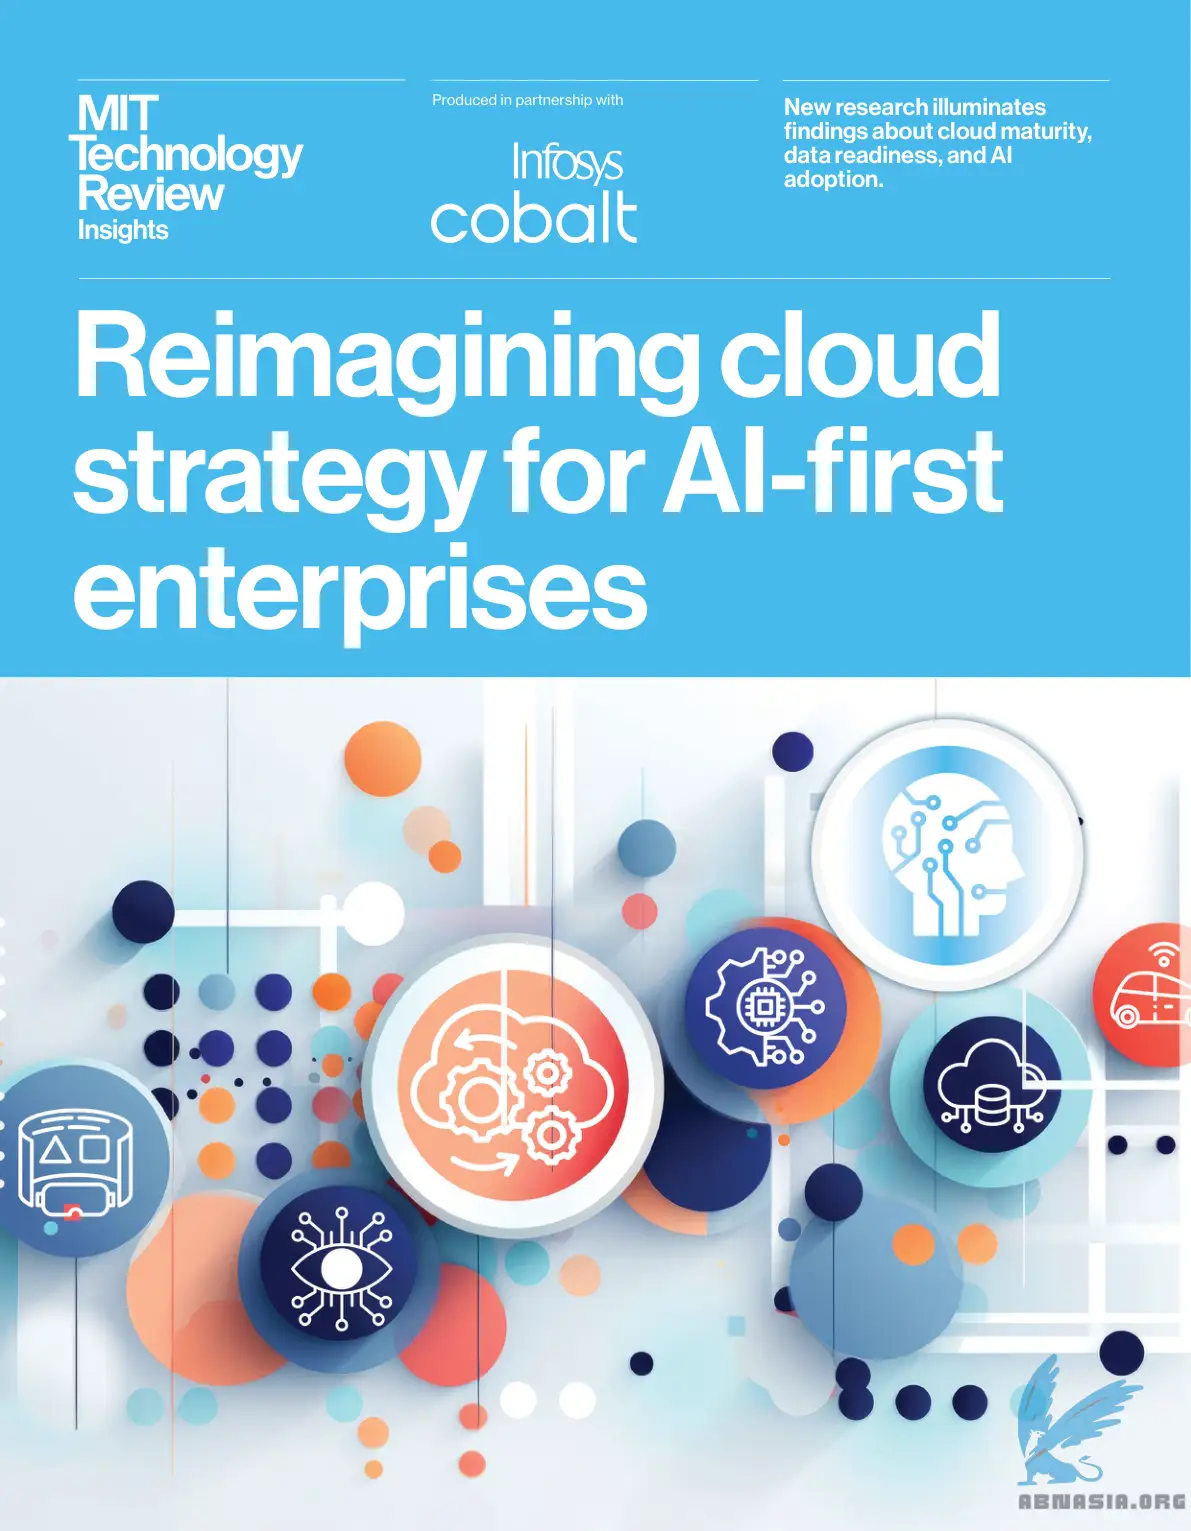 MIT
Technology
Review
Insights
Produced in partnership with
Infosys
cobalt
New research illuminates
findings about cloud maturity,
data readiness, and AI
adoption.
Reimagining cloud
strategy for AI-first
enterprises
ABNASIA.ORG